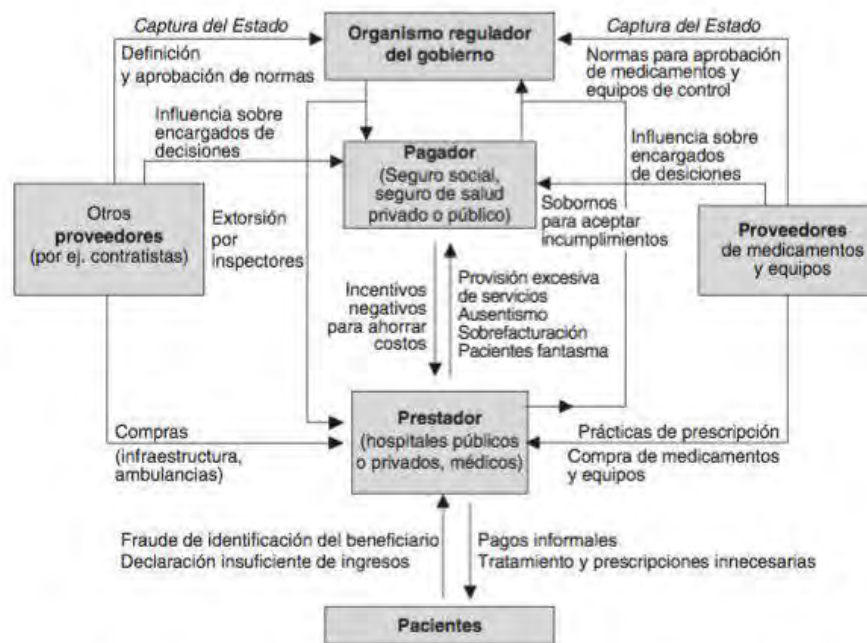 Captura del Estado
Organismo regulador
del gobierno
Captura del Estado
Definición
y aprobación de normas
Normas para aprobación
de medicamentos y
equipos de control
Influencia sobre
encargados de
decisiones
Influencia sobre
encargados
de desiciones
Pagador
(Seguro social,
seguro de salud
privado o público)
Otros
proveedores
(por ej. contratistas)
Extorsión
por
inspectores
Sobornos
para aceptar
incumplimientos
Proveedores
de medicamentos
y equipos
Incentivos
negativos
para ahorrar
costos
Provisión excesiva
de servicios
Ausentismo
Sobrefacturación
Pacientes fantasma
Prestador
(hospitales públicos
o privados, médicos)
Compras
(infraestructura,
ambulancias)
Prácticas de prescripción
Compra de medicamentos
y equipos
Fraude de identificación del beneficiario
Declaración insuficiente de ingresos
Pagos informales
Tratamiento y prescripciones innecesarias
Pacientes